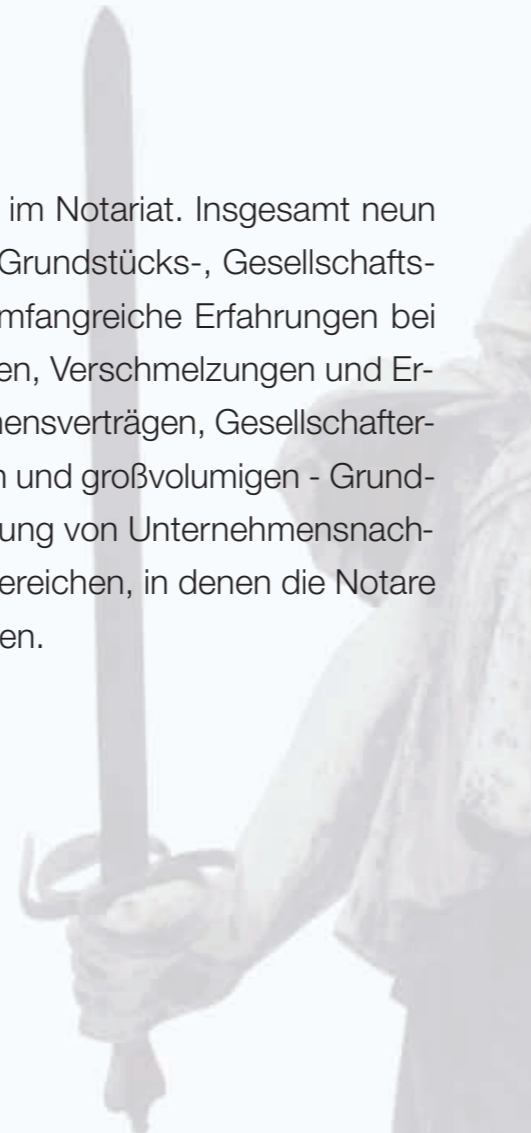 im Notariat. Insgesamt neun
Grundstücks-, Gesellschafts-
mfangreiche Erfahrungen bei
en, Verschmelzungen und Er-
nensverträgen, Gesellschafter-
n und großvolumigen - Grund-
ung von Unternehmensnach-
ereichen, in denen die Notare
en.